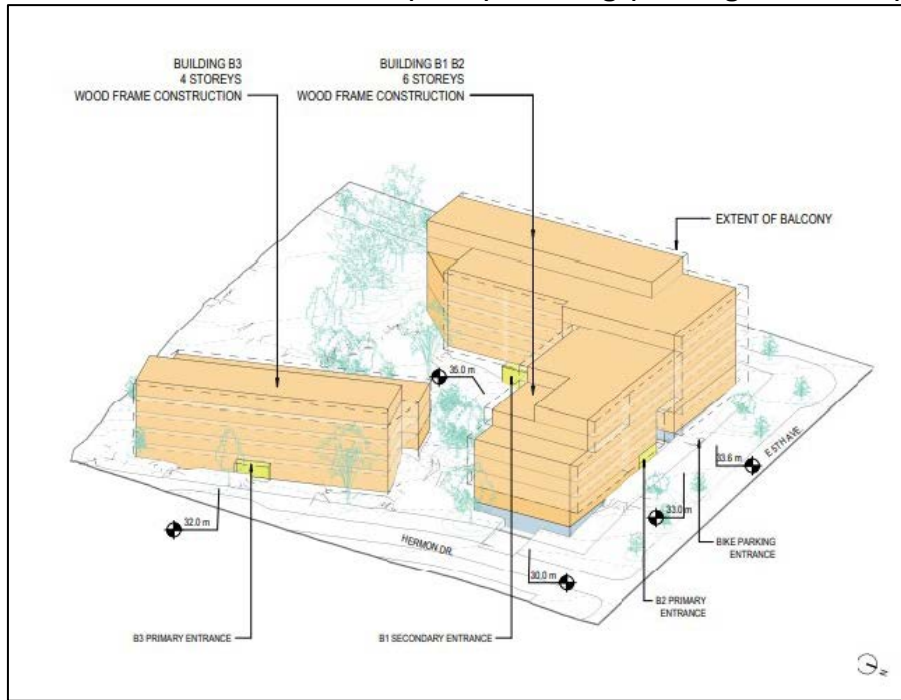 BUILDING B3
4 STOREYS
WOOD FRAME CONSTRUCTION
BUILDING B1 B2
6 STOREYS
WOOD FRAME CONSTRUCTION
EXTENT OF BALCONY
35.0 m
E 5TH AVE.
33.6 m
33.0 m
32.0 m
HERMON DR.
30.0 m
BIKE PARKING
ENTRANCE
B2 PRIMARY
ENTRANCE
B3 PRIMARY ENTRANCE
B1 SECONDARY ENTRANCE
N